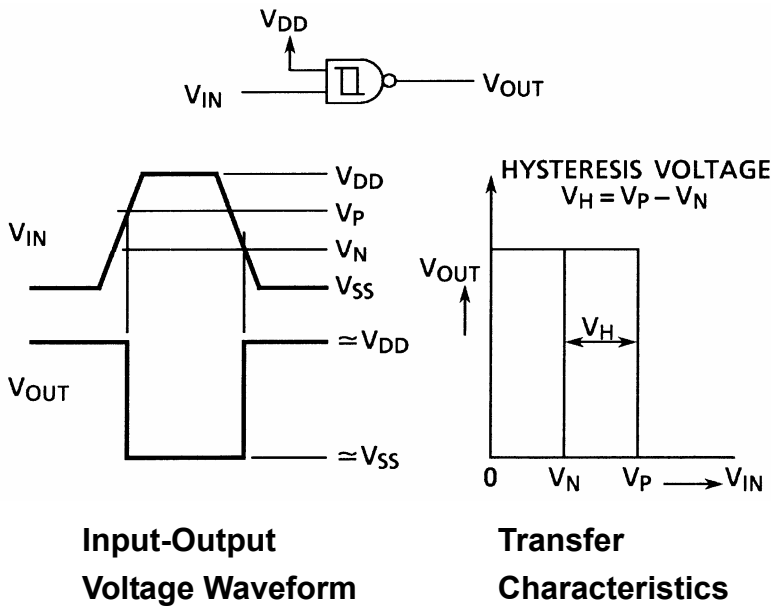 VDD
VIN
VOUT
VDD
VP
VIN
VN
VSS
≃VDD
VOUT
≃VSS
HYSTERESIS VOLTAGE
VH = VP – VN
VOUT
VH
0 VN VP VIN
Input-Output
Voltage Waveform
Transfer
Characteristics